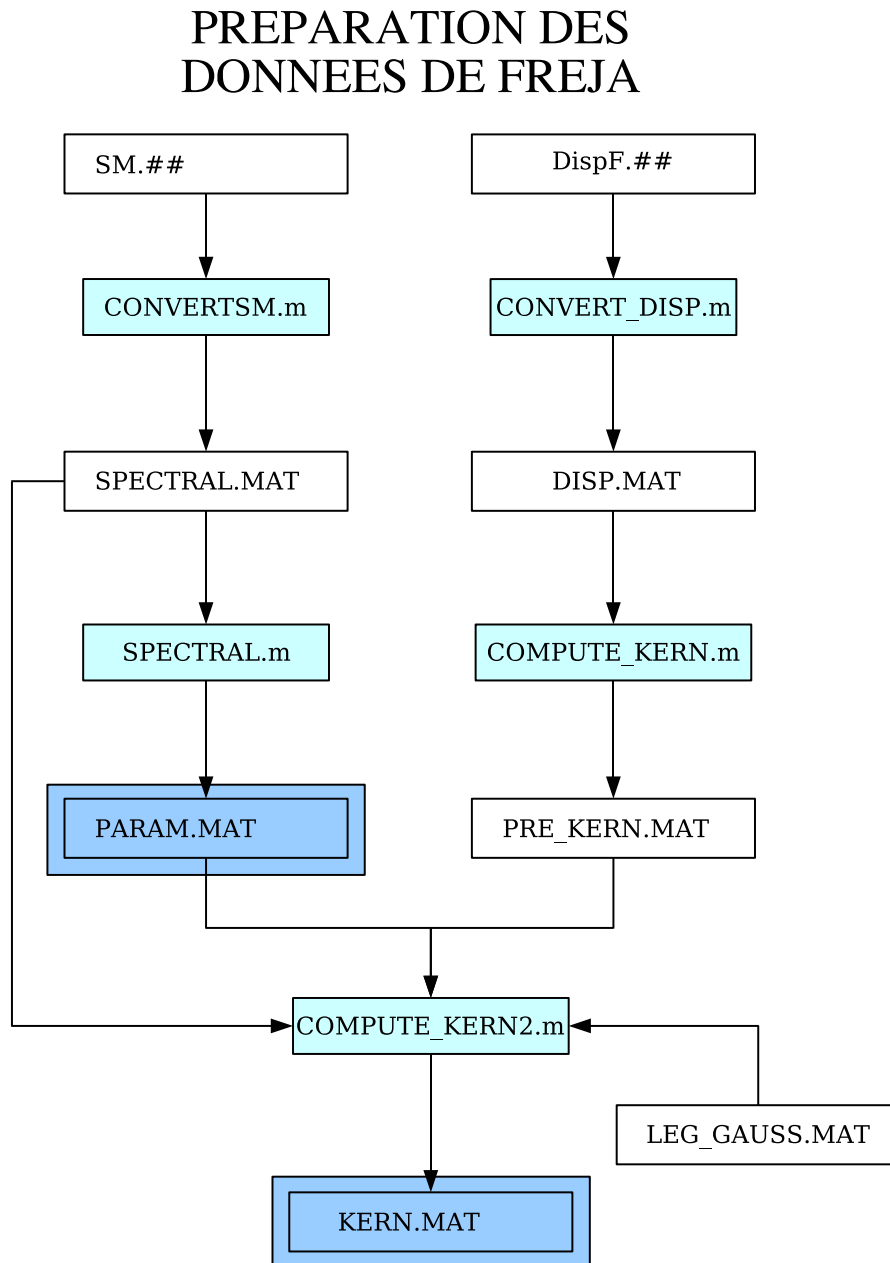 PREPARATION DES
DONNEES DE FREJA
SM.##
DispF.##
CONVERTSM.m
CONVERT_DISP.m
SPECTRAL.MAT
DISP.MAT
SPECTRAL.m
COMPUTE_KERN.m
PARAM.MAT
PRE_KERN.MAT
COMPUTE_KERN2.m
LEG_GAUSS.MAT
KERN.MAT